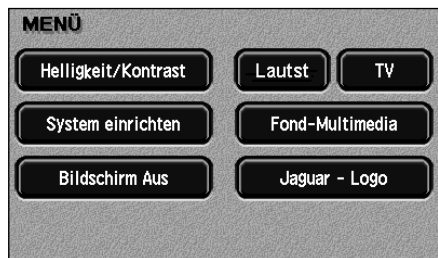 MENÜ
Helligkeit/Kontrast
Lautst
TV
System einrichten
Fond-Multimedia
Bildschirm Aus
Jaguar - Logo